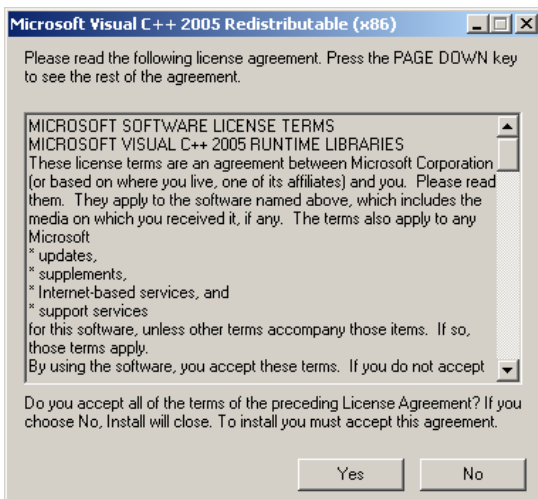 Microsoft Visual C++ 2005 Redistributable (x86)
Please read the following license agreement. Press the PAGE DOWN key
to see the rest of the agreement.
MICROSOFT SOFTWARE LICENSE TERMS
MICROSOFT VISUAL C++ 2005 RUNTIME LIBRARIES
These license terms are an agreement between Microsoft Corporation
(or based on where you live, one of its affiliates) and you.  Please read
them.  They apply to the software named above, which includes the
media on which you received it, if any.  The terms also apply to any
Microsoft
* updates,
* supplements,
* Internet-based services, and
* support services
for this software, unless other terms accompany those items.  If so,
those terms apply.
By using the software, you accept these terms.  If you do not accept
Do you accept all of the terms of the preceding License Agreement? If you
choose No, Install will close. To install you must accept this agreement.
Yes No